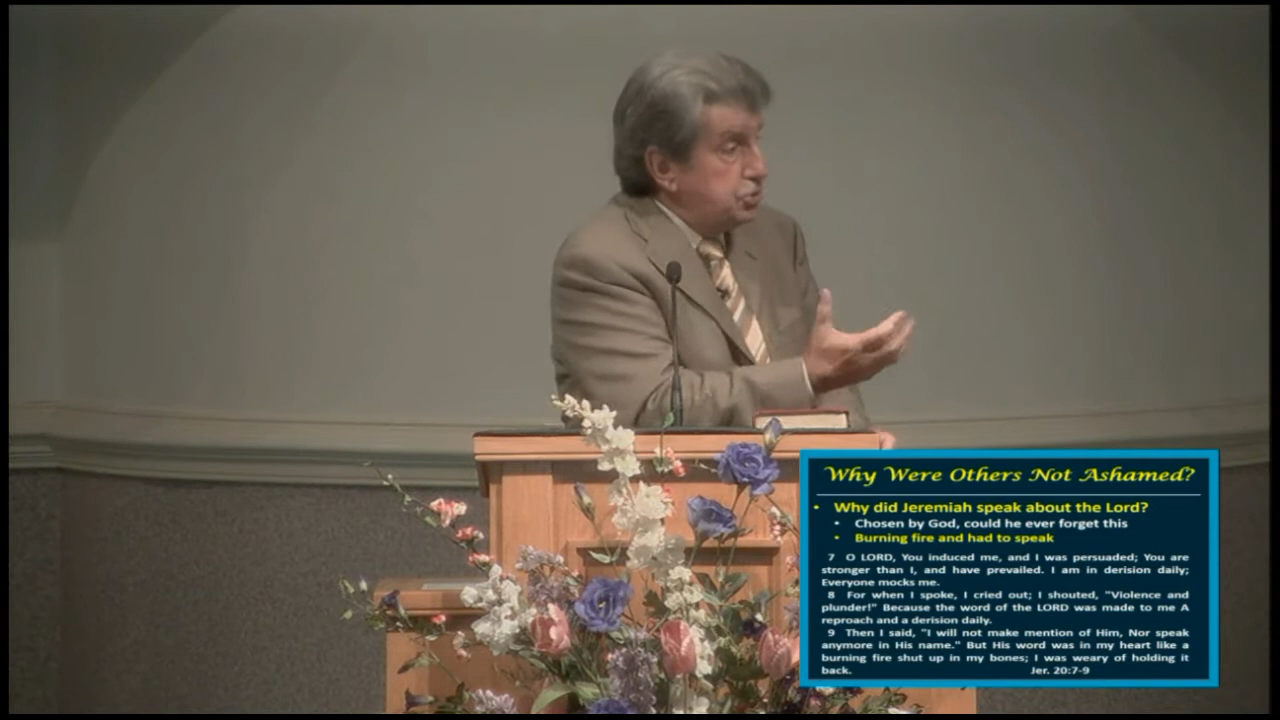 Why Were Others Not Ashamed?
• Why did Jeremiah speak about the Lord?
• Chosen by God, could he ever forget this
• Burning fire and had to speak
7 O LORD, You induced me, and I was persuaded; You are
stronger than I, and have prevailed. I am in derision daily;
Everyone mocks me.
8 For when I spoke, I cried out; I shouted, "Violence and
plunder!" Because the word of the LORD was made to me A
reproach and a derision daily.
9 Then I said, "I will not make mention of Him, Nor speak
anymore in His name." But His word was in my heart like a
burning fire shut up in my bones; I was weary of holding it
back. Jer. 20:7-9